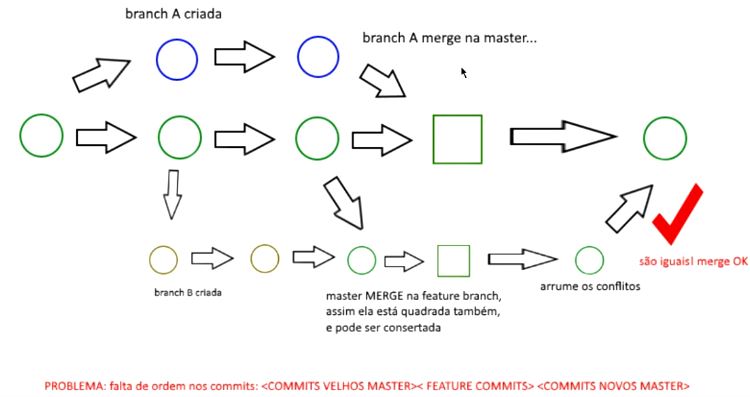 branch A criada
branch A merge na master...
branch B criada
master MERGE na feature branch,
assim ela está quadrada também,
e pode ser consertada
arrume os conflitos
são iguais! merge OK
PROBLEMA: falta de ordem nos commits: <COMMITS VELHOS MASTER>< FEATURE COMMITS> <COMMITS NOVOS MASTER>